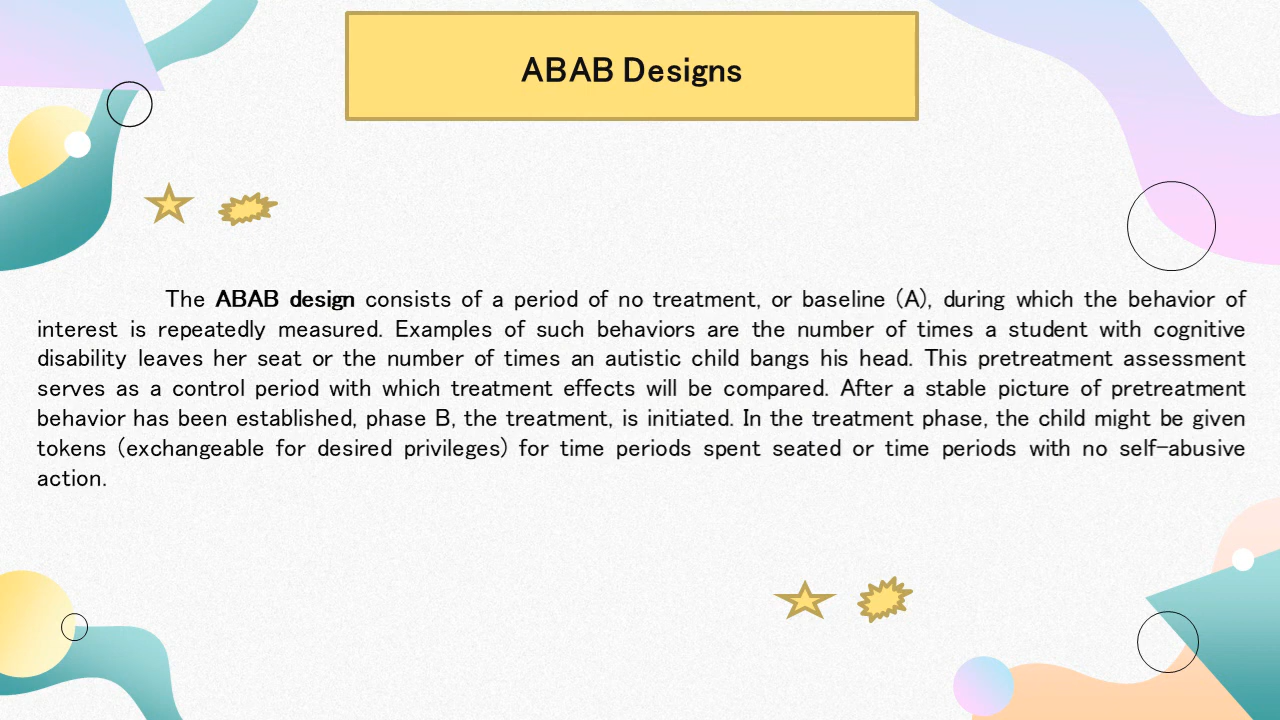 ABAB Designs
The ABAB design consists of a period of no treatment, or baseline (A), during which the behavior of
interest is repeatedly measured. Examples of such behaviors are the number of times a student with cognitive
disability leaves her seat or the number of times an autistic child bangs his head. This pretreatment assessment
serves as a control period with which treatment effects will be compared. After a stable picture of pretreatment
behavior has been established, phase B, the treatment, is initiated. In the treatment phase, the child might be given
tokens (exchangeable for desired privileges) for time periods spent seated or time periods with no self-abusive
action.